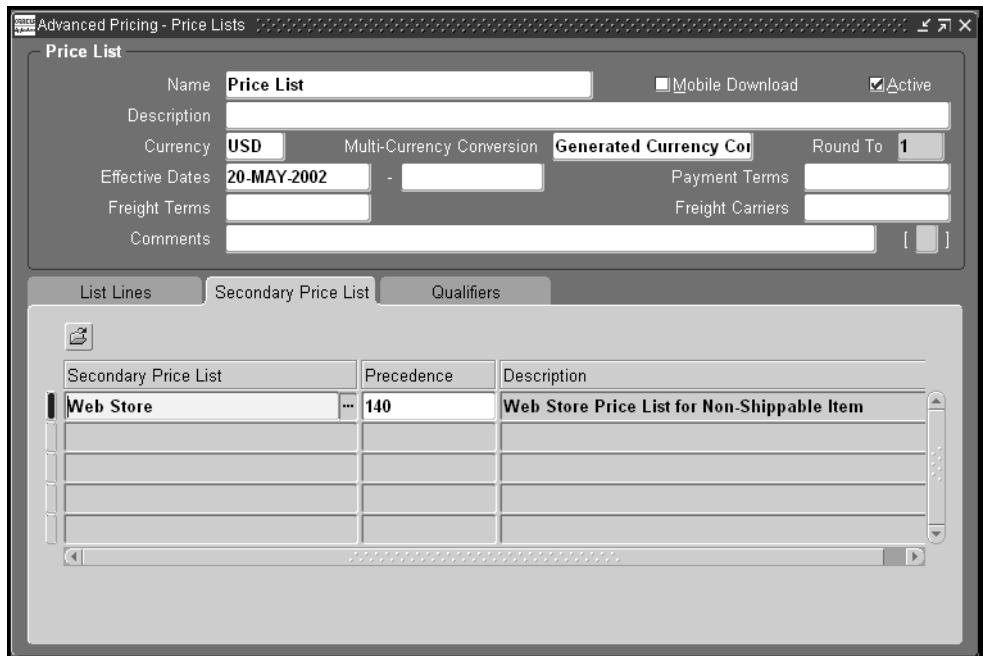 Advanced Pricing - Price Lists
Price List
Name Price List Mobile Download Active
Description
Currency USD Multi-Currency Conversion Generated Currency Cor Round To 1
Effective Dates 20-MAY-2002 - Payment Terms
Freight Terms Freight Carriers
Comments [ ]
List Lines Secondary Price List Qualifiers
Secondary Price List Precedence Description
Web Store ... 140 Web Store Price List for Non-Shippable Item